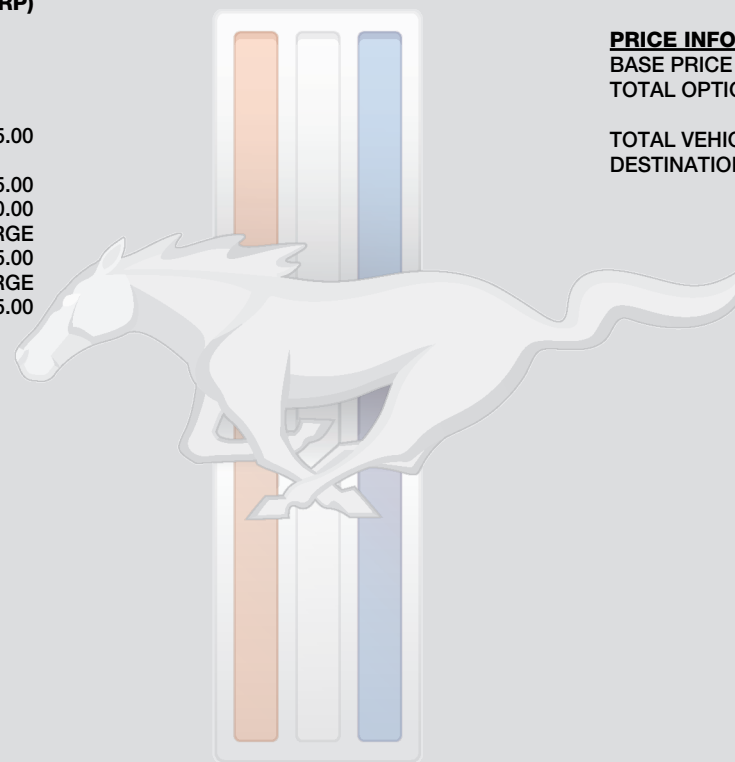 RP)
5.00
5.00
0.00
RGE
5.00
RGE
5.00
PRICE INFO
BASE PRICE
TOTAL OPTIO
TOTAL VEHIC
DESTINATION